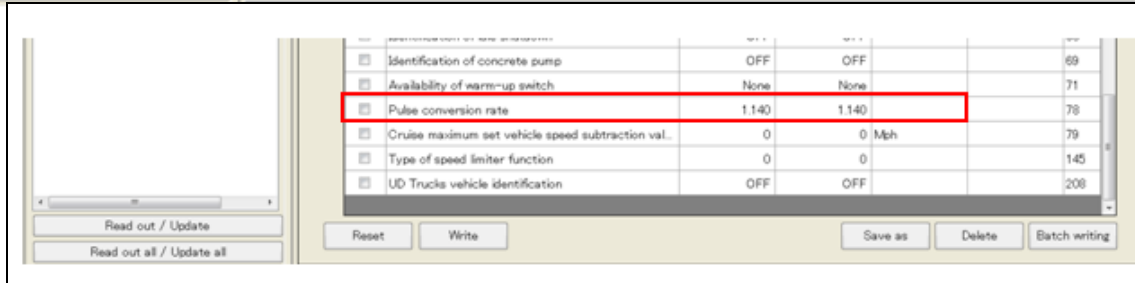 Identification of concrete pump OFF OFF 69
Availability of warm-up switch None None 71
Pulse conversion rate 1.140 1.140 78
Cruise maximum set vehicle speed subtraction val... 0 0 Mph 79
Type of speed limiter function 0 0 145
UD Trucks vehicle identification OFF OFF 208
Read out / Update
Reset Write Save as Delete Batch writing
Read out all / Update all